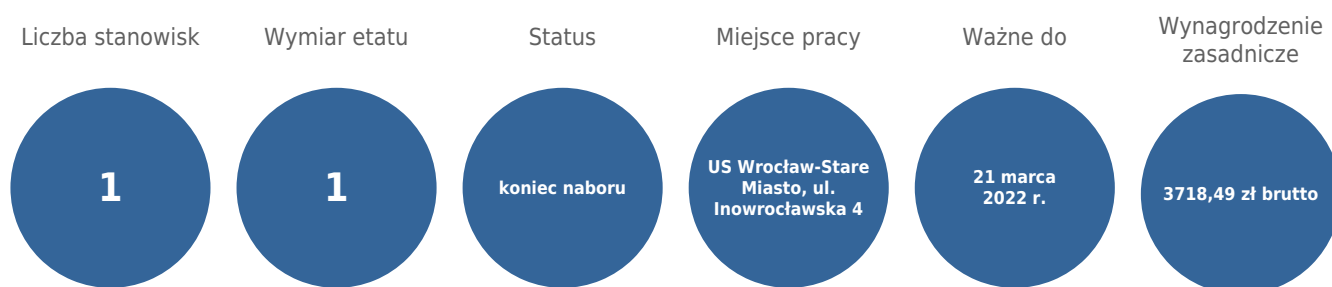 Liczba stanowisk
1
Wymiar etatu
1
Status
koniec naboru
Miejsce pracy
US Wrocław-Stare
Miasto, ul.
Inowrocławska 4
Ważne do
21 marca
2022 r.
Wynagrodzenie
zasadnicze
3718,49 zł brutto